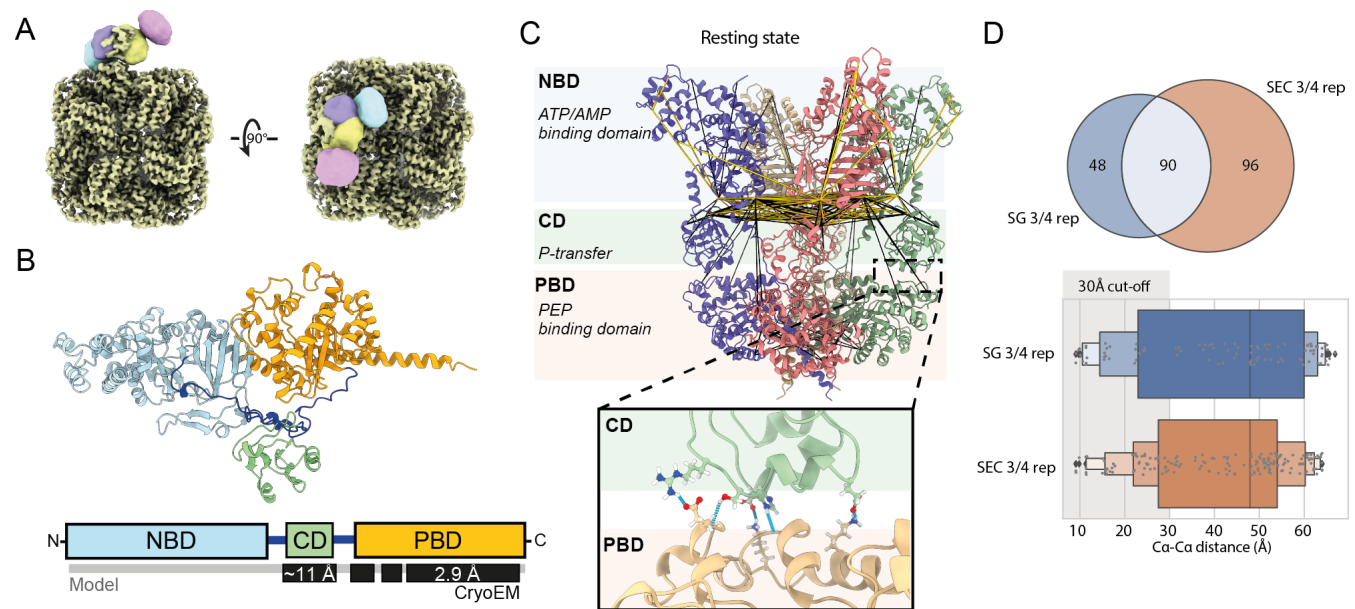 A
90°
B
N
NBD
CD
PBD
C
Model
~11 Å
2.9 Å
CryoEM
C
Resting state
NBD
ATP/AMP
binding domain
CD
P-transfer
PBD
PEP
binding domain
CD
PBD
D
SEC 3/4 rep
48
90
96
SG 3/4 rep
30Å cut-off
SG 3/4 rep
SEC 3/4 rep
10 20 30 40 50 60
Cα-Cα distance (Å)